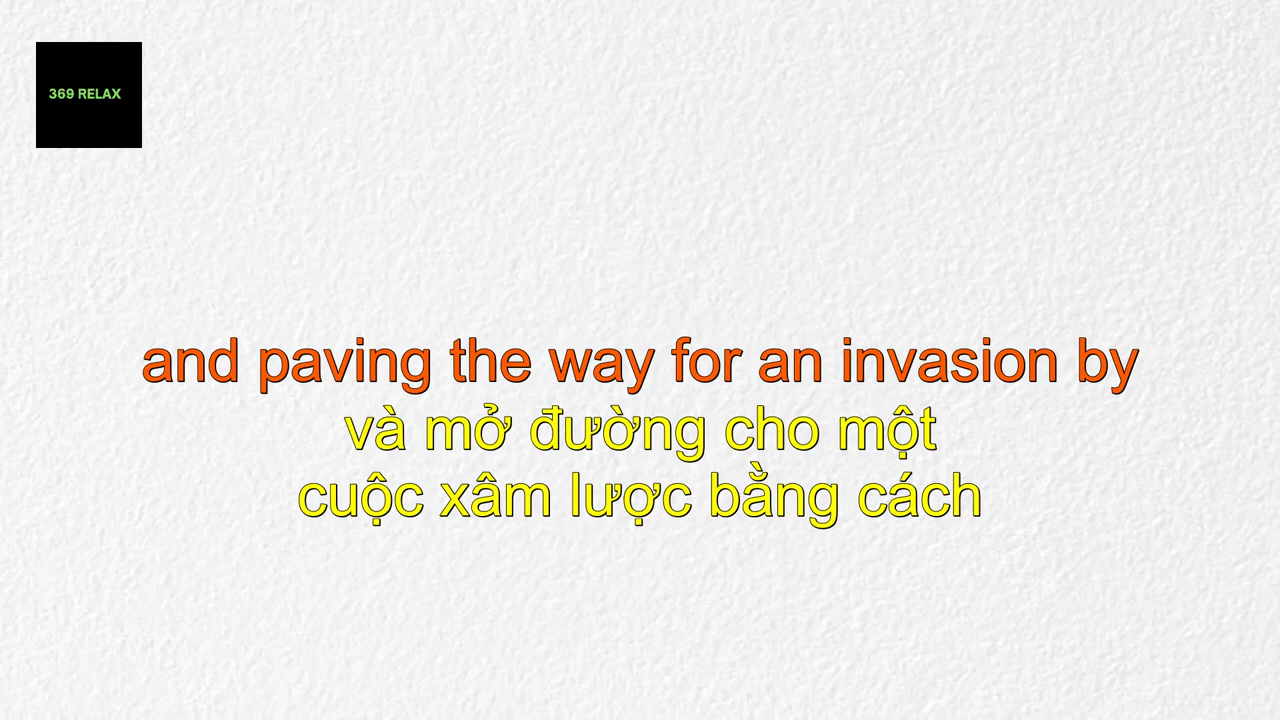 369 RELAX
and paving the way for an invasion by
và mở đường cho một
cuộc xâm lược bằng cách